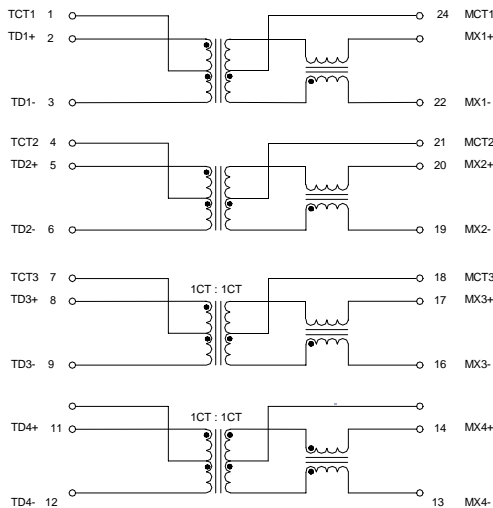 TCT1 1 24 MCT1
TD1+ 2 MX1+
TD1- 3 22 MX1-
TCT2 4 21 MCT2
TD2+ 5 20 MX2+
TD2- 6 19 MX2-
TCT3 7 18 MCT3
1CT : 1CT
TD3+ 8 17 MX3+
TD3- 9 16 MX3-
1CT : 1CT
TD4+ 11 14 MX4+
TD4- 12 13 MX4-